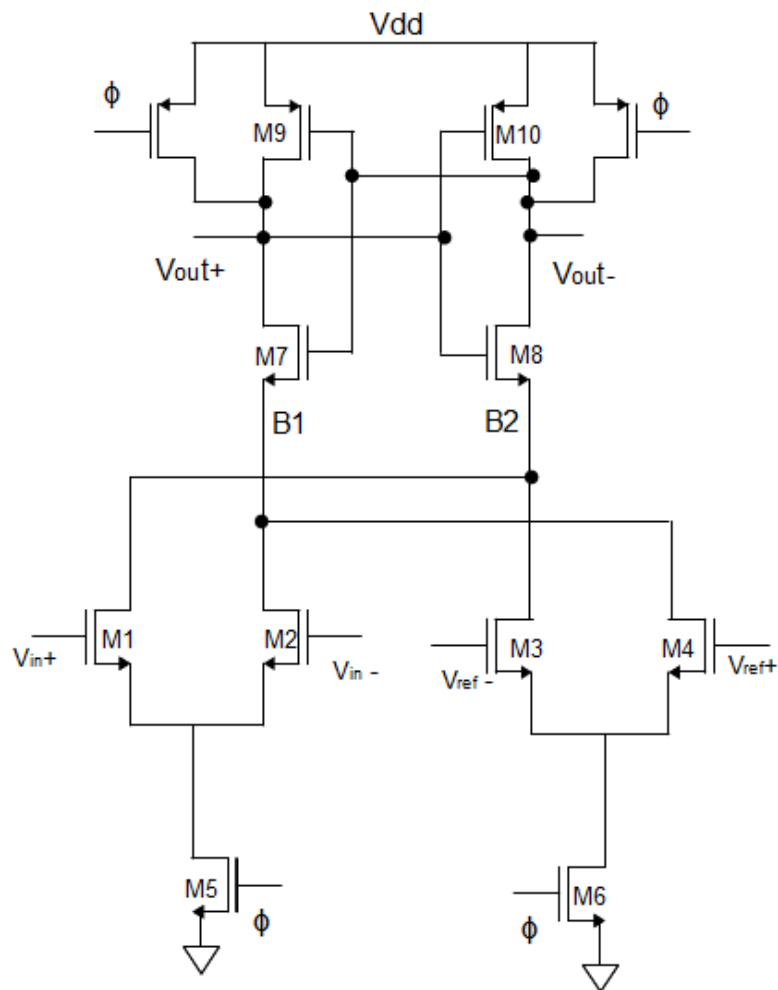 Vdd
ϕ
M9
M10
ϕ
Vout+
Vout-
M7
M8
B1
B2
M1
M2
M3
M4
Vin+
Vin -
Vref -
Vref+
M5
M6
ϕ
ϕ